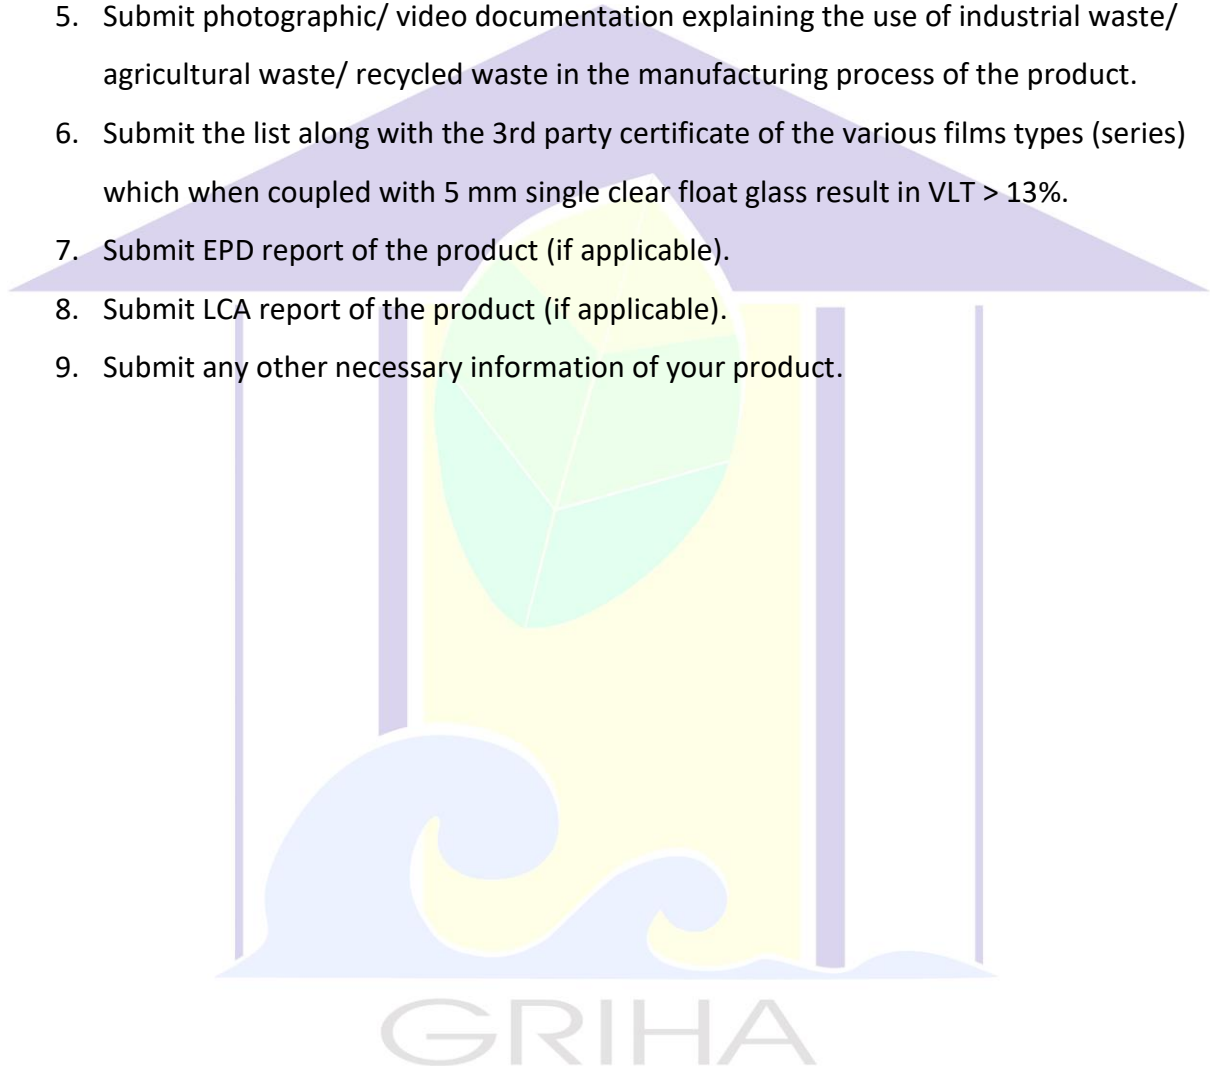 5. Submit photographic/ video documentation explaining the use of industrial waste/
agricultural waste/ recycled waste in the manufacturing process of the product.
6. Submit the list along with the 3rd party certificate of the various films types (series)
which when coupled with 5 mm single clear float glass result in VLT > 13%.
7. Submit EPD report of the product (if applicable).
8. Submit LCA report of the product (if applicable).
9. Submit any other necessary information of your product.
GRIHA